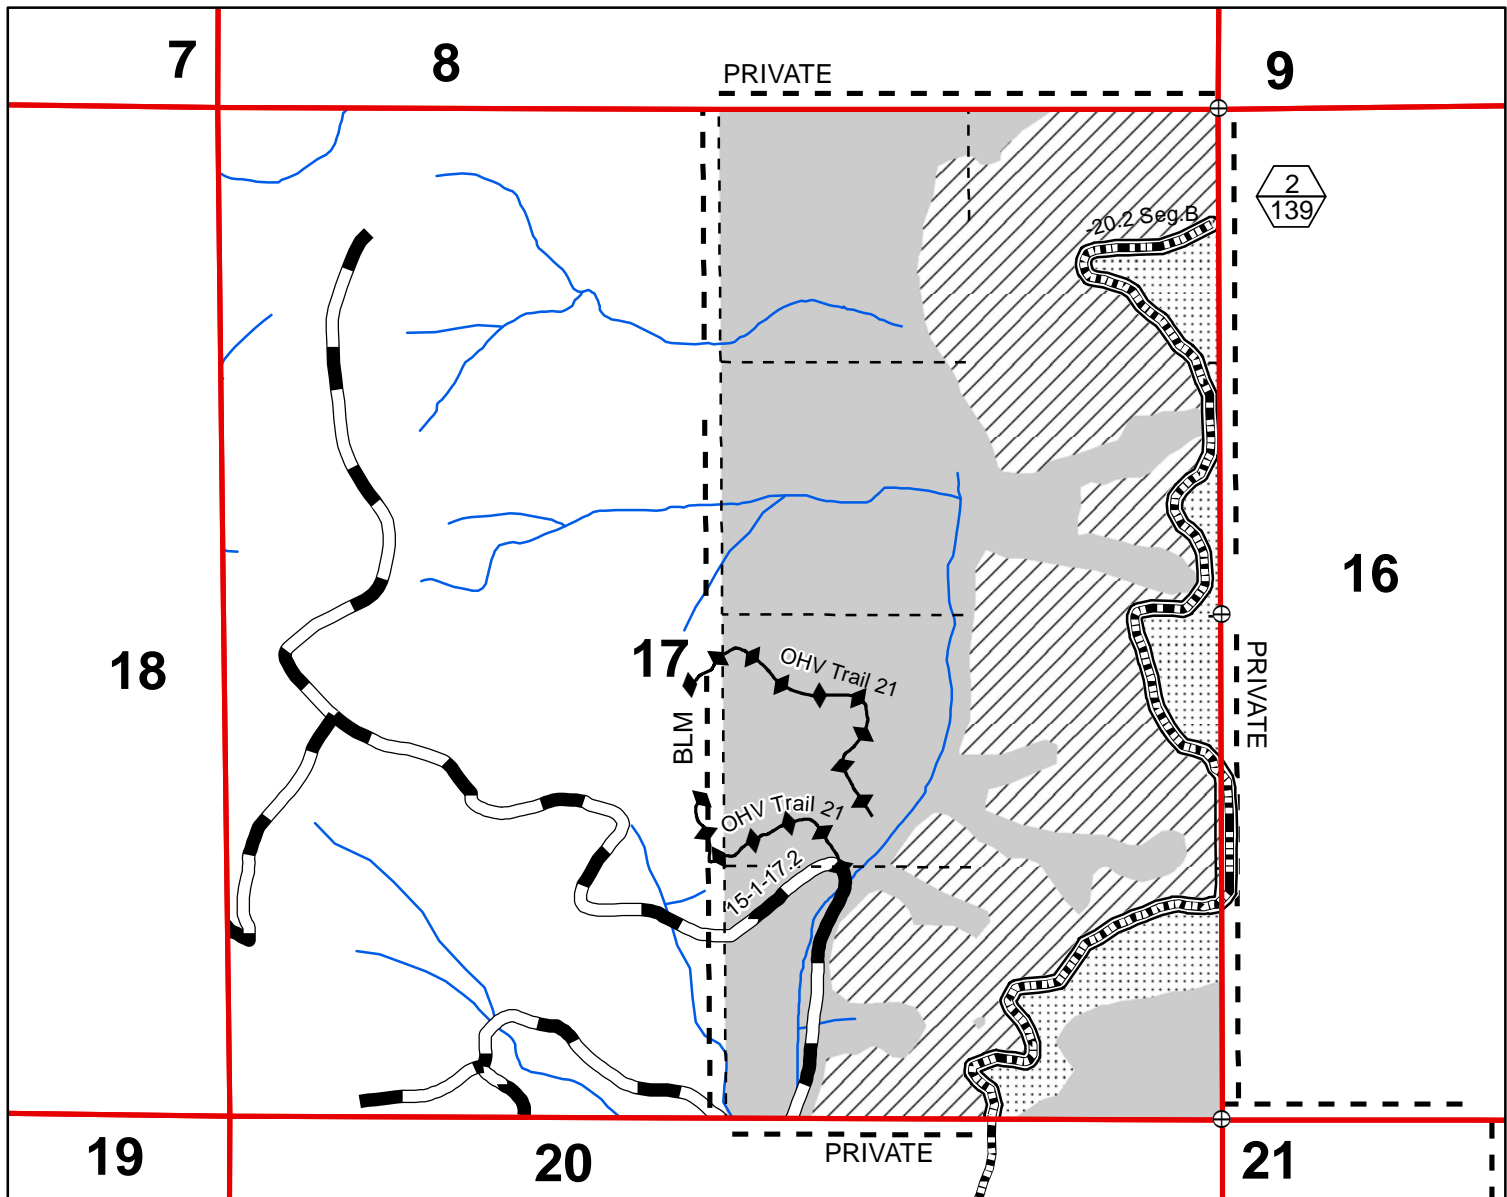 7
8
PRIVATE
9
2
139
-20.2 Seg.B
16
18
17
OHV Trail 21
PRIVATE
BLM
OHV Trail 21
15-1-17.2
19
20
PRIVATE
21